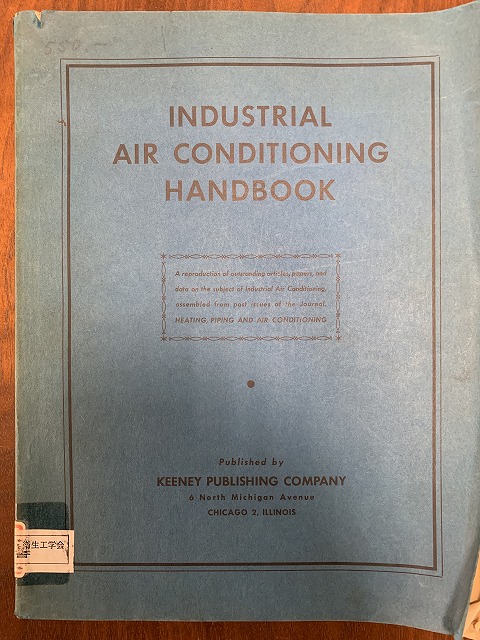 550.-
INDUSTRIAL
AIR CONDITIONING
HANDBOOK
A reproduction of outstanding articles, papers, and
data on the subject of Industrial Air Conditioning,
assembled from past issues of the Journal,
HEATING, PIPING AND AIR CONDITIONING
Published by
KEENEY PUBLISHING COMPANY
6 North Michigan Avenue
CHICAGO 2, ILLINOIS
衛生工学会